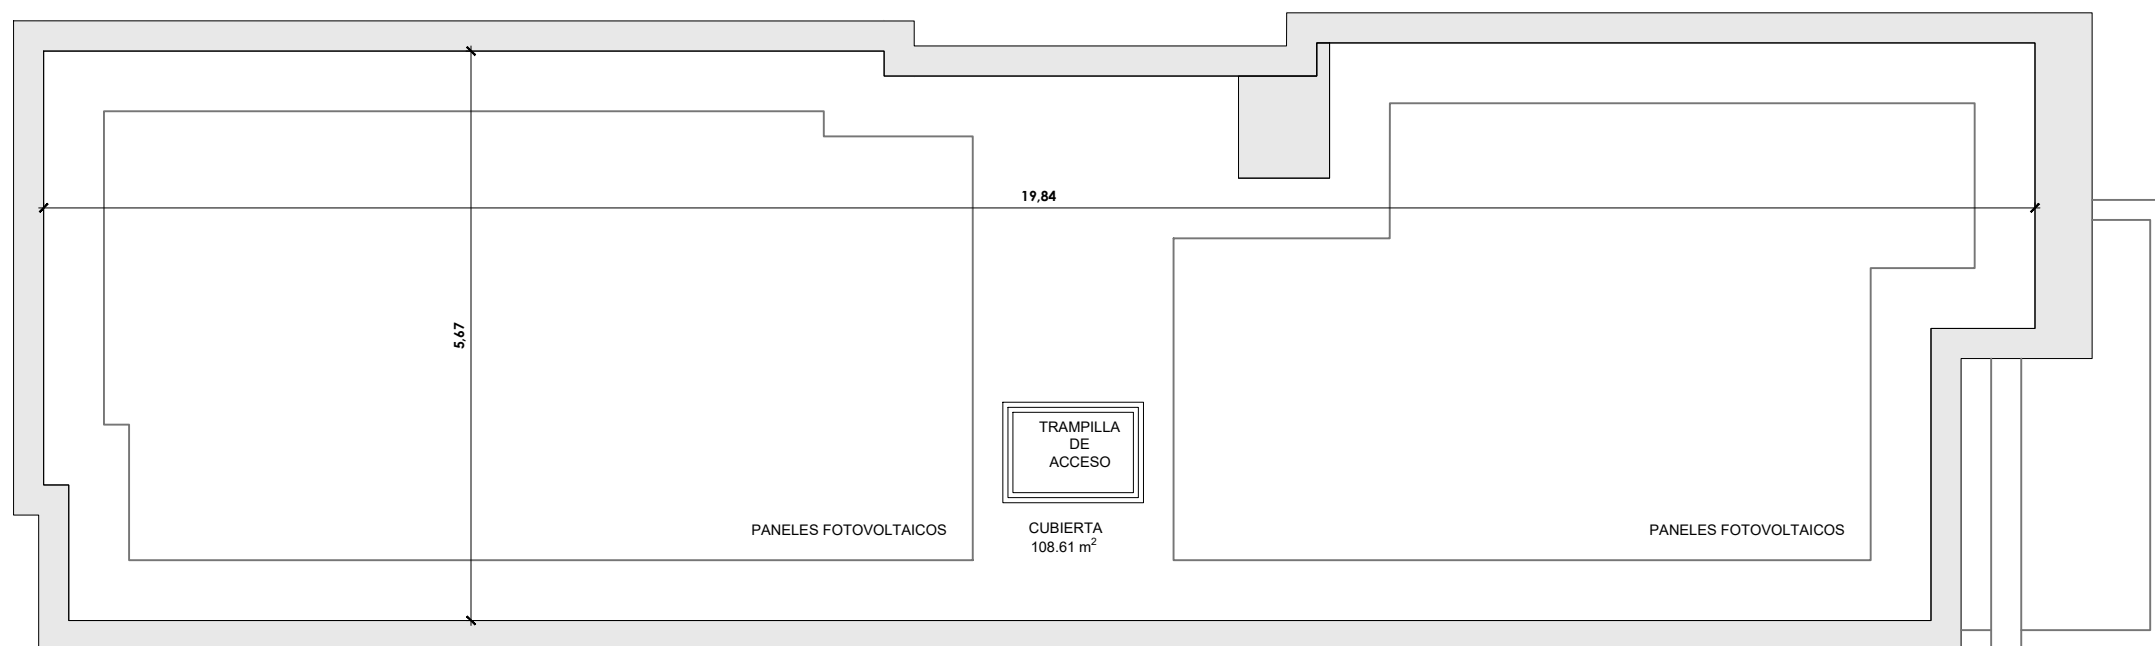 19,84
5,67
TRAMPILLA
DE
ACCESO
PANELES FOTOVOLTAICOS
CUBIERTA
108.61 m²
PANELES FOTOVOLTAICOS